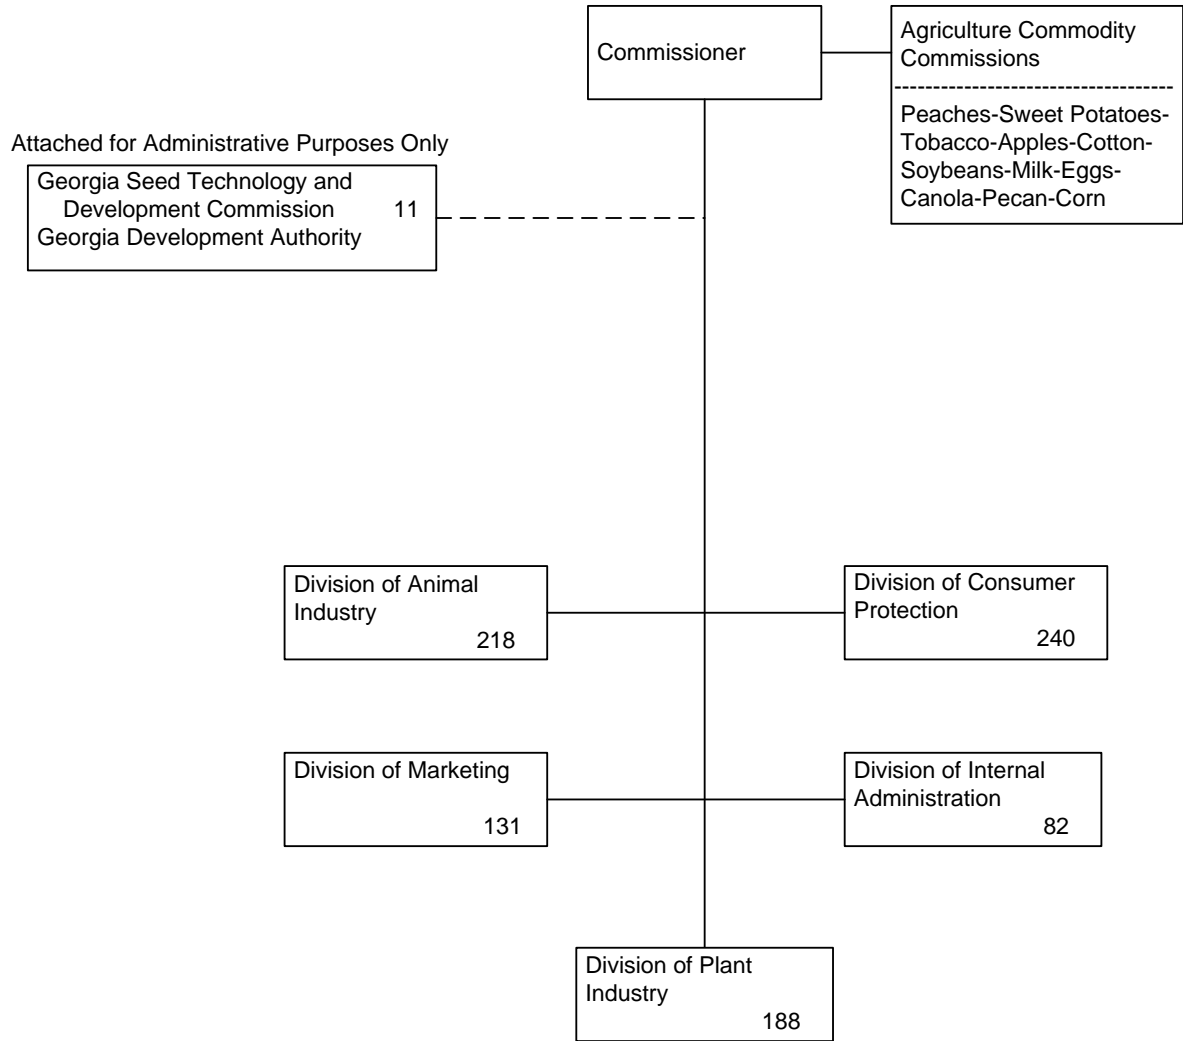 Commissioner
Agriculture Commodity
Commissions
------------------------------------
Peaches-Sweet Potatoes-
Tobacco-Apples-Cotton-
Soybeans-Milk-Eggs-
Canola-Pecan-Corn
Attached for Administrative Purposes Only
Georgia Seed Technology and
Development Commission 11
Georgia Development Authority
Division of Animal
Industry
218
Division of Consumer
Protection
240
Division of Marketing
131
Division of Internal
Administration
82
Division of Plant
Industry
188